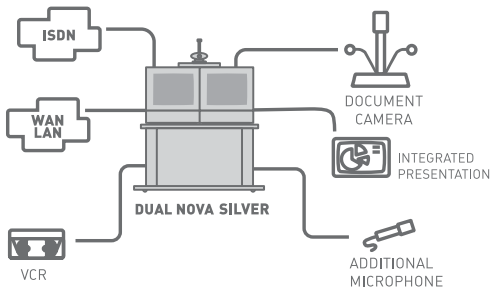 ISDN
WAN
LAN
DOCUMENT
CAMERA
INTEGRATED
PRESENTATION
DUAL NOVA SILVER
VCR
ADDITIONAL
MICROPHONE